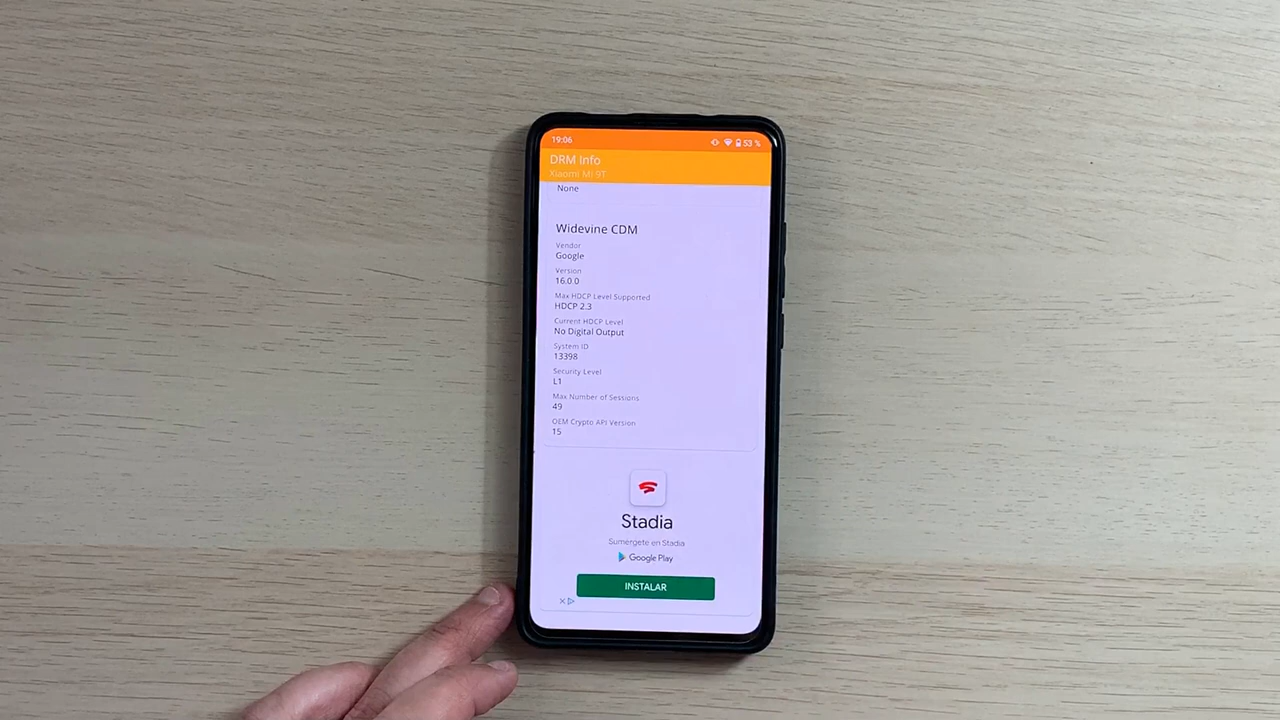 19:06
53 %
DRM Info
Xiaomi Mi 9T
None
Widevine CDM
Vendor
Google
Version
16.0.0
Max HDCP Level Supported
HDCP 2.3
Current HDCP Level
No Digital Output
System ID
13398
Security Level
L1
Max Number of Sessions
49
OEM Crypto API Version
15
Stadia
Sumergete en Stadia
Google Play
INSTALAR